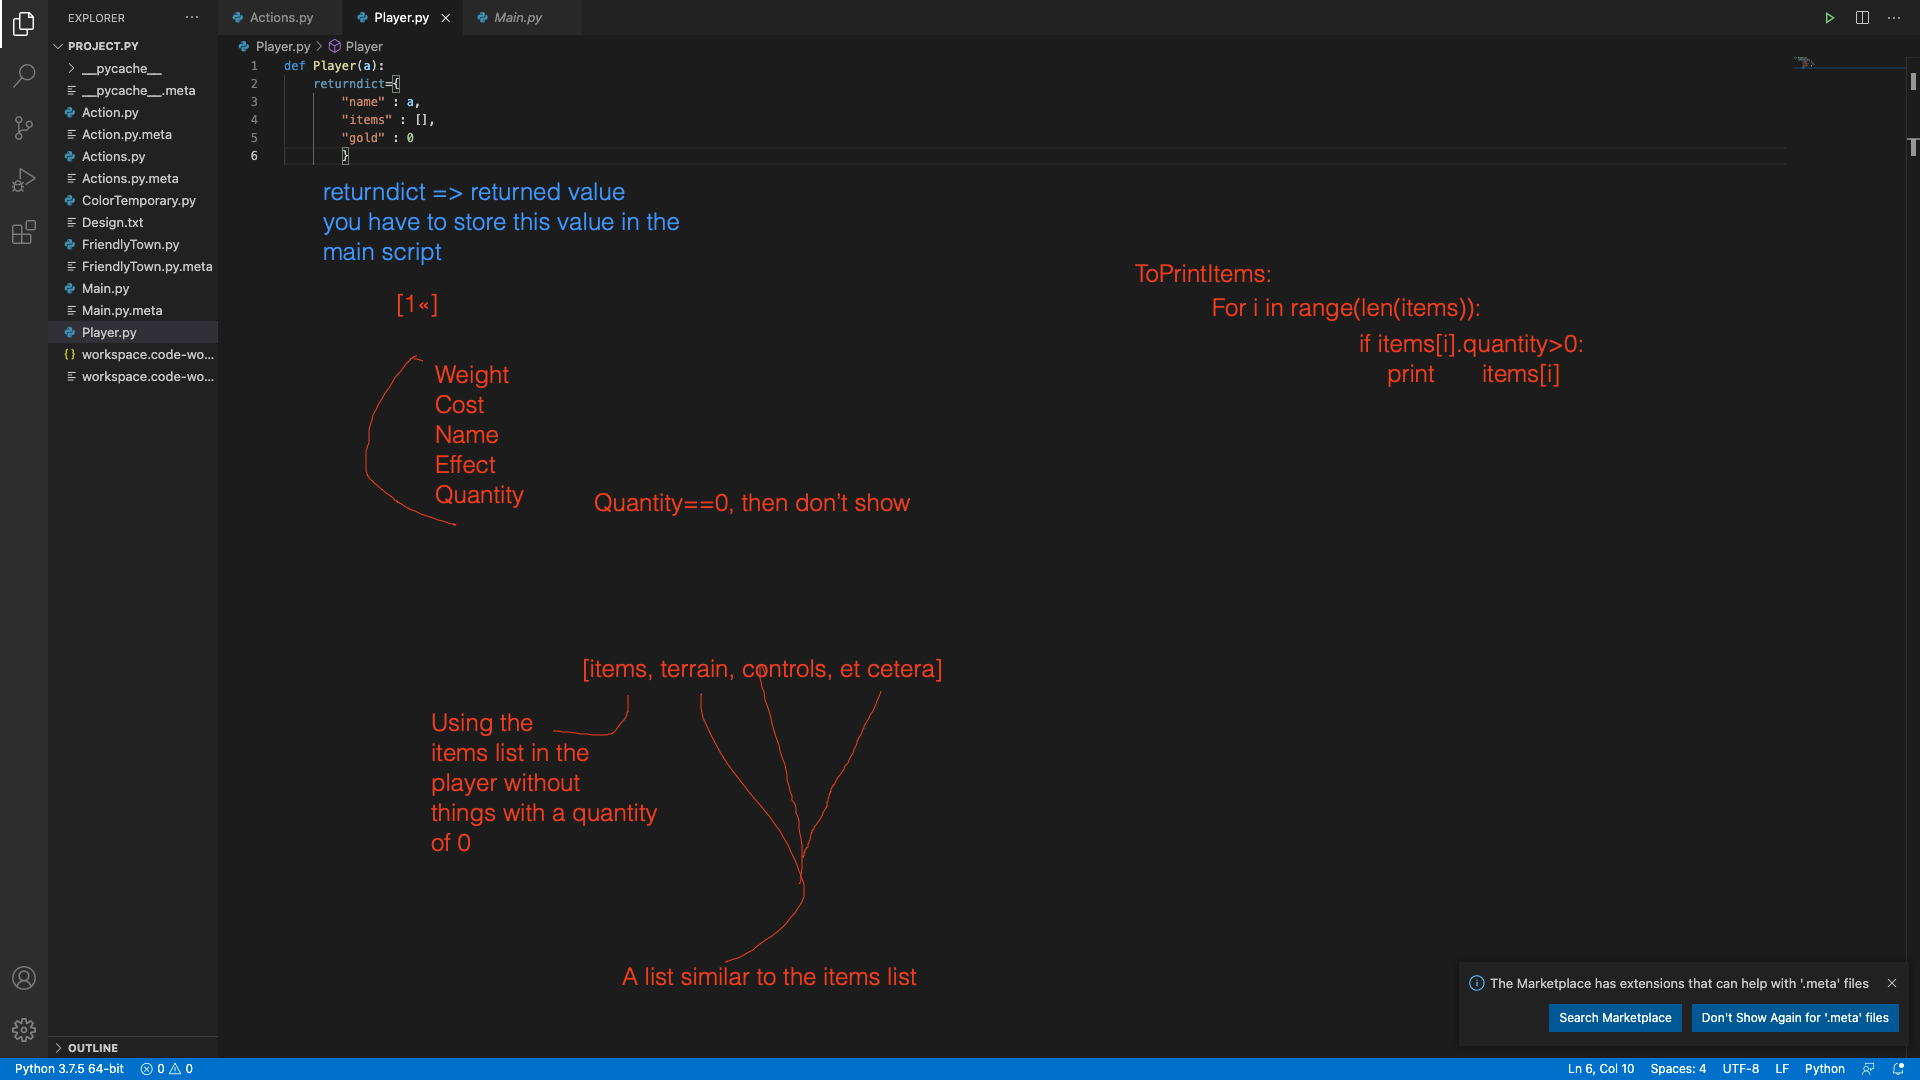 EXPLORER
PROJECT.PY
__pycache__
__pycache__.meta
Action.py
Action.py.meta
Actions.py
Actions.py.meta
ColorTemporary.py
Design.txt
FriendlyTown.py
FriendlyTown.py.meta
Main.py
Main.py.meta
Player.py
{} workspace.code-wo...
workspace.code-wo...
OUTLINE
Actions.py
Player.py
Main.py
Player.py > Player
1 def Player(a):
2 returndict={
3 "name" : a,
4 "items" : [],
5 "gold" : 0
6 }
returndict => returned value
you have to store this value in the
main script
[1«]
Weight
Cost
Name
Effect
Quantity
Quantity==0, then don’t show
ToPrintItems:
For i in range(len(items)):
if items[i].quantity>0:
print items[i]
[items, terrain, controls, et cetera]
Using the
items list in the
player without
things with a quantity
of 0
A list similar to the items list
The Marketplace has extensions that can help with '.meta' files
Search Marketplace
Don't Show Again for '.meta' files
Python 3.7.5 64-bit 0 0
Ln 6, Col 10 Spaces: 4 UTF-8 LF Python